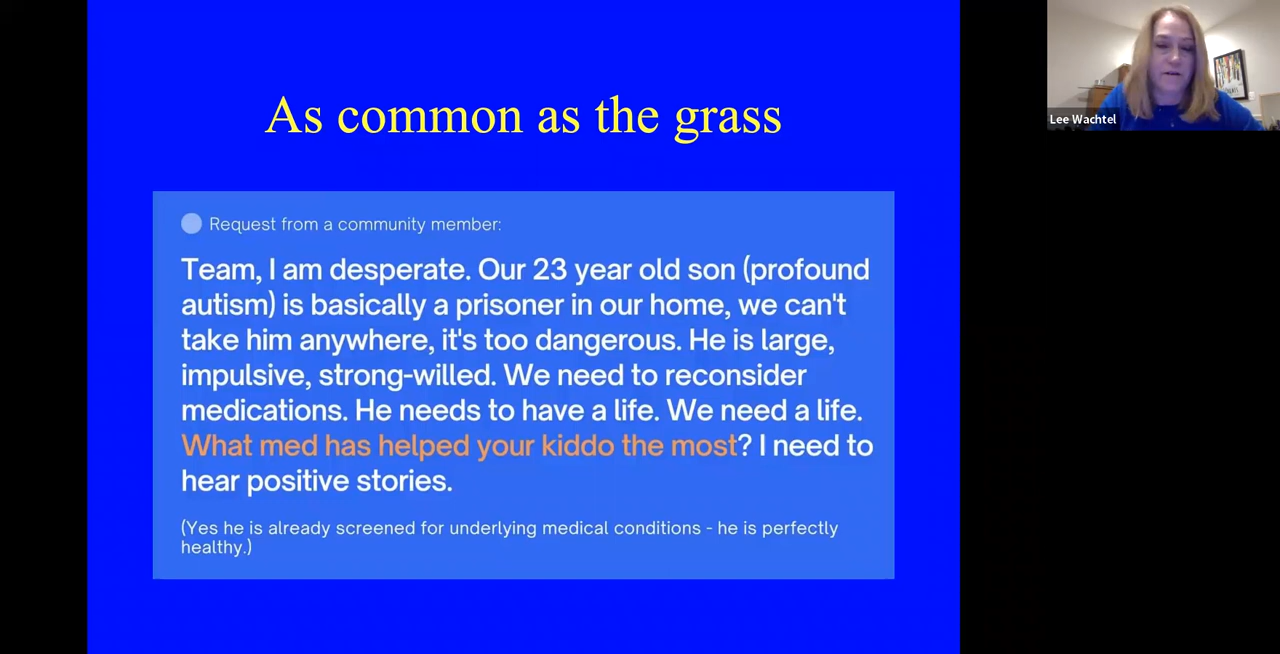 As common as the grass
Request from a community member:
Team, I am desperate. Our 23 year old son (profound
autism) is basically a prisoner in our home, we can't
take him anywhere, it's too dangerous. He is large,
impulsive, strong-willed. We need to reconsider
medications. He needs to have a life. We need a life.
What med has helped your kiddo the most? I need to
hear positive stories.
(Yes he is already screened for underlying medical conditions - he is perfectly
healthy.)
Lee Wachtel